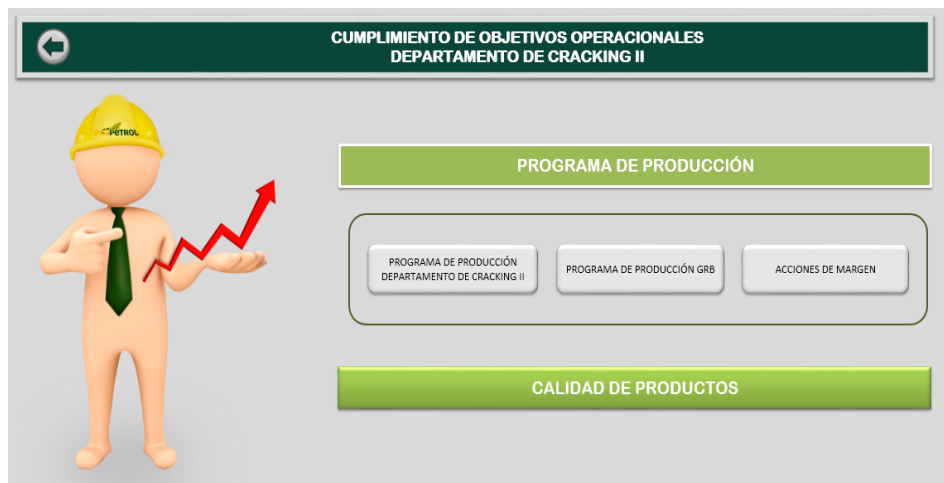 CUMPLIMIENTO DE OBJETIVOS OPERACIONALES
DEPARTAMENTO DE CRACKING II
PETROL
PROGRAMA DE PRODUCCIÓN
PROGRAMA DE PRODUCCIÓN
DEPARTAMENTO DE CRACKING II
PROGRAMA DE PRODUCCIÓN GRB
ACCIONES DE MARGEN
CALIDAD DE PRODUCTOS